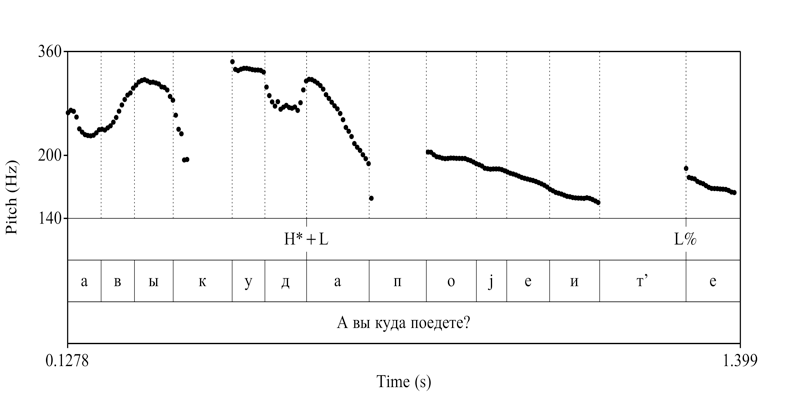 360
200
140
Pitch (Hz)
H* + L L%
а в ы к у д а п о j е и т’ е
А вы куда поедете?
0.1278 1.399
Time (s)